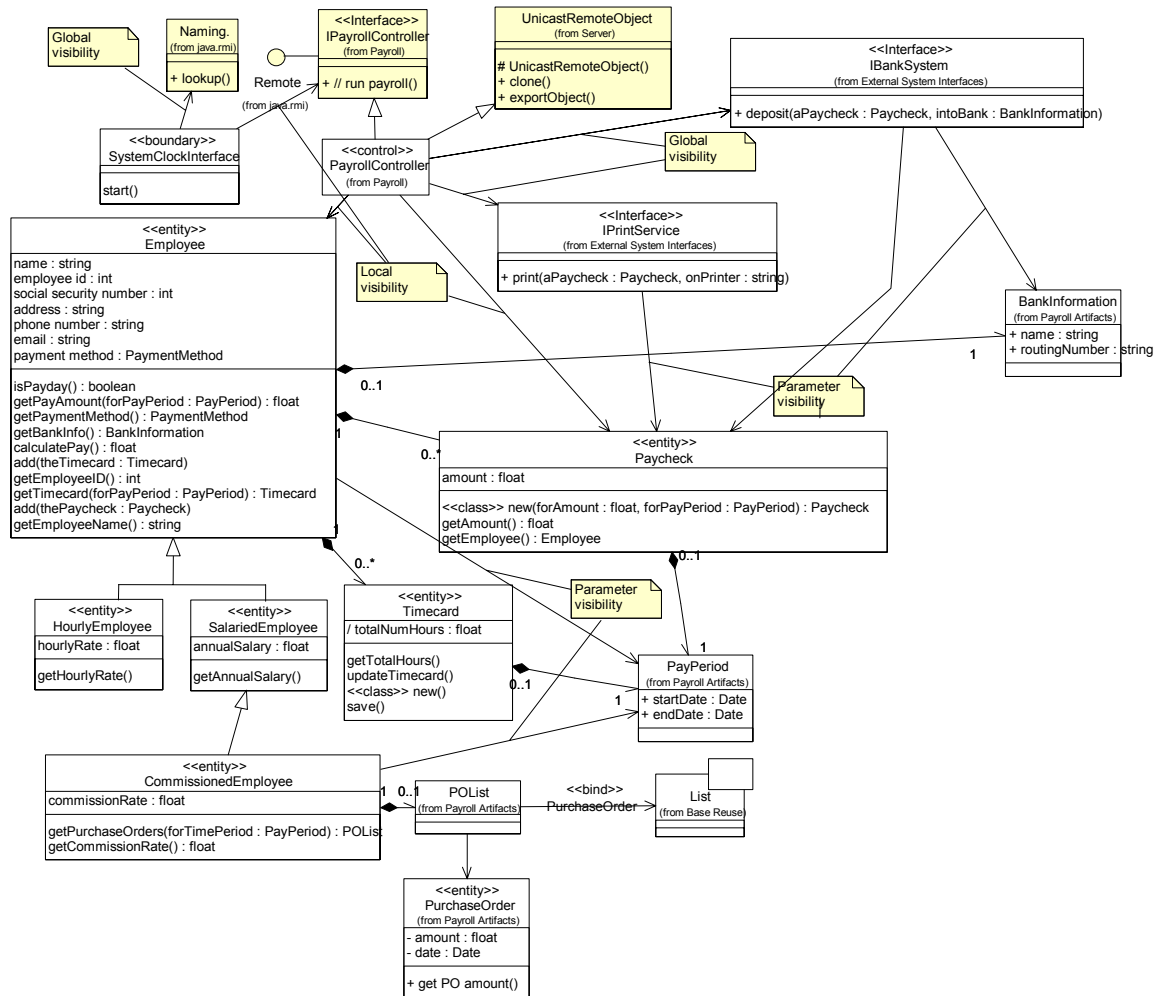 Global
visibility
Naming.
(from java.rmi)
+ lookup()
<<Interface>>
IPayrollController
(from Payroll)
+ // run payroll()
Remote
(from java.rmi)
UnicastRemoteObject
(from Server)
# UnicastRemoteObject()
+ clone()
+ exportObject()
<<Interface>>
IBankSystem
(from External System Interfaces)
+ deposit(aPaycheck : Paycheck, intoBank : BankInformation)
<<boundary>>
SystemClockInterface
start()
<<control>>
PayrollController
(from Payroll)
Global
visibility
<<entity>>
Employee
name : string
employee id : int
social security number : int
address : string
phone number : string
email : string
payment method : PaymentMethod
isPayday() : boolean
getPayAmount(forPayPeriod : PayPeriod) : float
getPaymentMethod() : PaymentMethod
getBankInfo() : BankInformation
calculatePay() : float
add(theTimecard : Timecard)
getEmployeeID() : int
getTimecard(forPayPeriod : PayPeriod) : Timecard
add(thePaycheck : Paycheck)
getEmployeeName() : string
<<Interface>>
IPrintService
(from External System Interfaces)
+ print(aPaycheck : Paycheck, onPrinter : string)
Local
visibility
BankInformation
(from Payroll Artifacts)
+ name : string
+ routingNumber : string
0..1
1
Parameter
visibility
1
0..*
<<entity>>
Paycheck
amount : float
<<class>> new(forAmount : float, forPayPeriod : PayPeriod) : Paycheck
getAmount() : float
getEmployee() : Employee
1
0..*
0..1
1
<<entity>>
HourlyEmployee
hourlyRate : float
getHourlyRate()
<<entity>>
SalariedEmployee
annualSalary : float
getAnnualSalary()
<<entity>>
Timecard
/ totalNumHours : float
getTotalHours()
updateTimecard()
<<class>> new()
save()
Parameter
visibility
0..1
1
PayPeriod
(from Payroll Artifacts)
+ startDate : Date
+ endDate : Date
<<entity>>
CommissionedEmployee
commissionRate : float
getPurchaseOrders(forTimePeriod : PayPeriod) : POList
getCommissionRate() : float
1
0..1
POList
(from Payroll Artifacts)
<<bind>>
PurchaseOrder
List
(from Base Reuse)
<<entity>>
PurchaseOrder
(from Payroll Artifacts)
- amount : float
- date : Date
+ get PO amount()